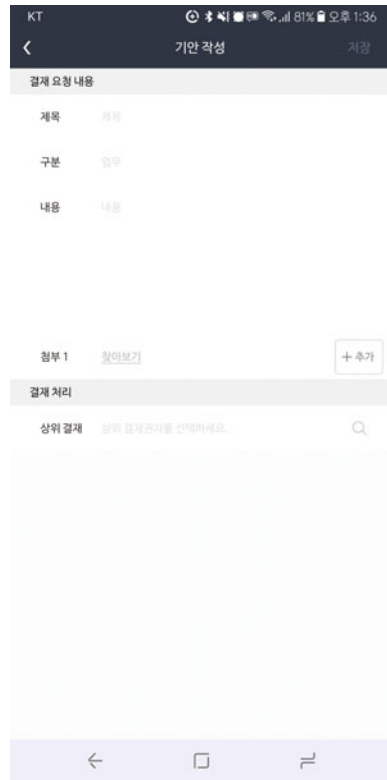 KT 81% 오후 1:36
기안 작성 저장
결재 요청 내용
제목 제목
구분 업무
내용 내용
첨부 1 찾아보기 + 추가
결재 처리
상위 결재 상위 결재권자를 선택하세요.